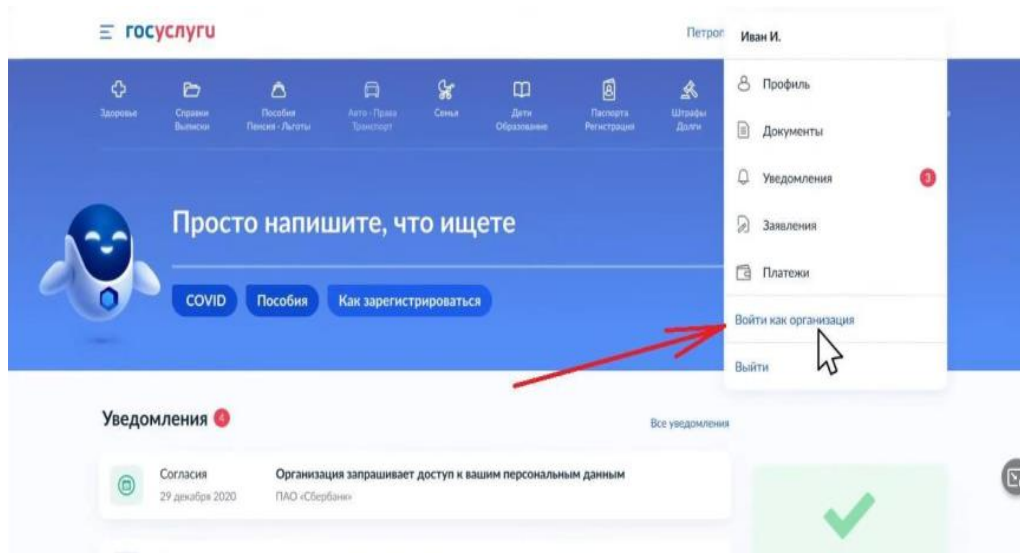 госуслуги
Иван И.
Здоровье
Справки
Выписки
Пособия
Пенсия · Льготы
Авто · Права
Транспорт
Семья
Дети
Образование
Паспорта
Регистрация
Штрафы
Долги
Профиль
Документы
Уведомления 3
Заявления
Платежи
Войти как организация
Выйти
Просто напишите, что ищете
COVID Пособия Как зарегистрироваться
Уведомления 4
Все уведомления
Согласия Организация запрашивает доступ к вашим персональным данным
29 декабря 2020 ПАО «Сбербанк»